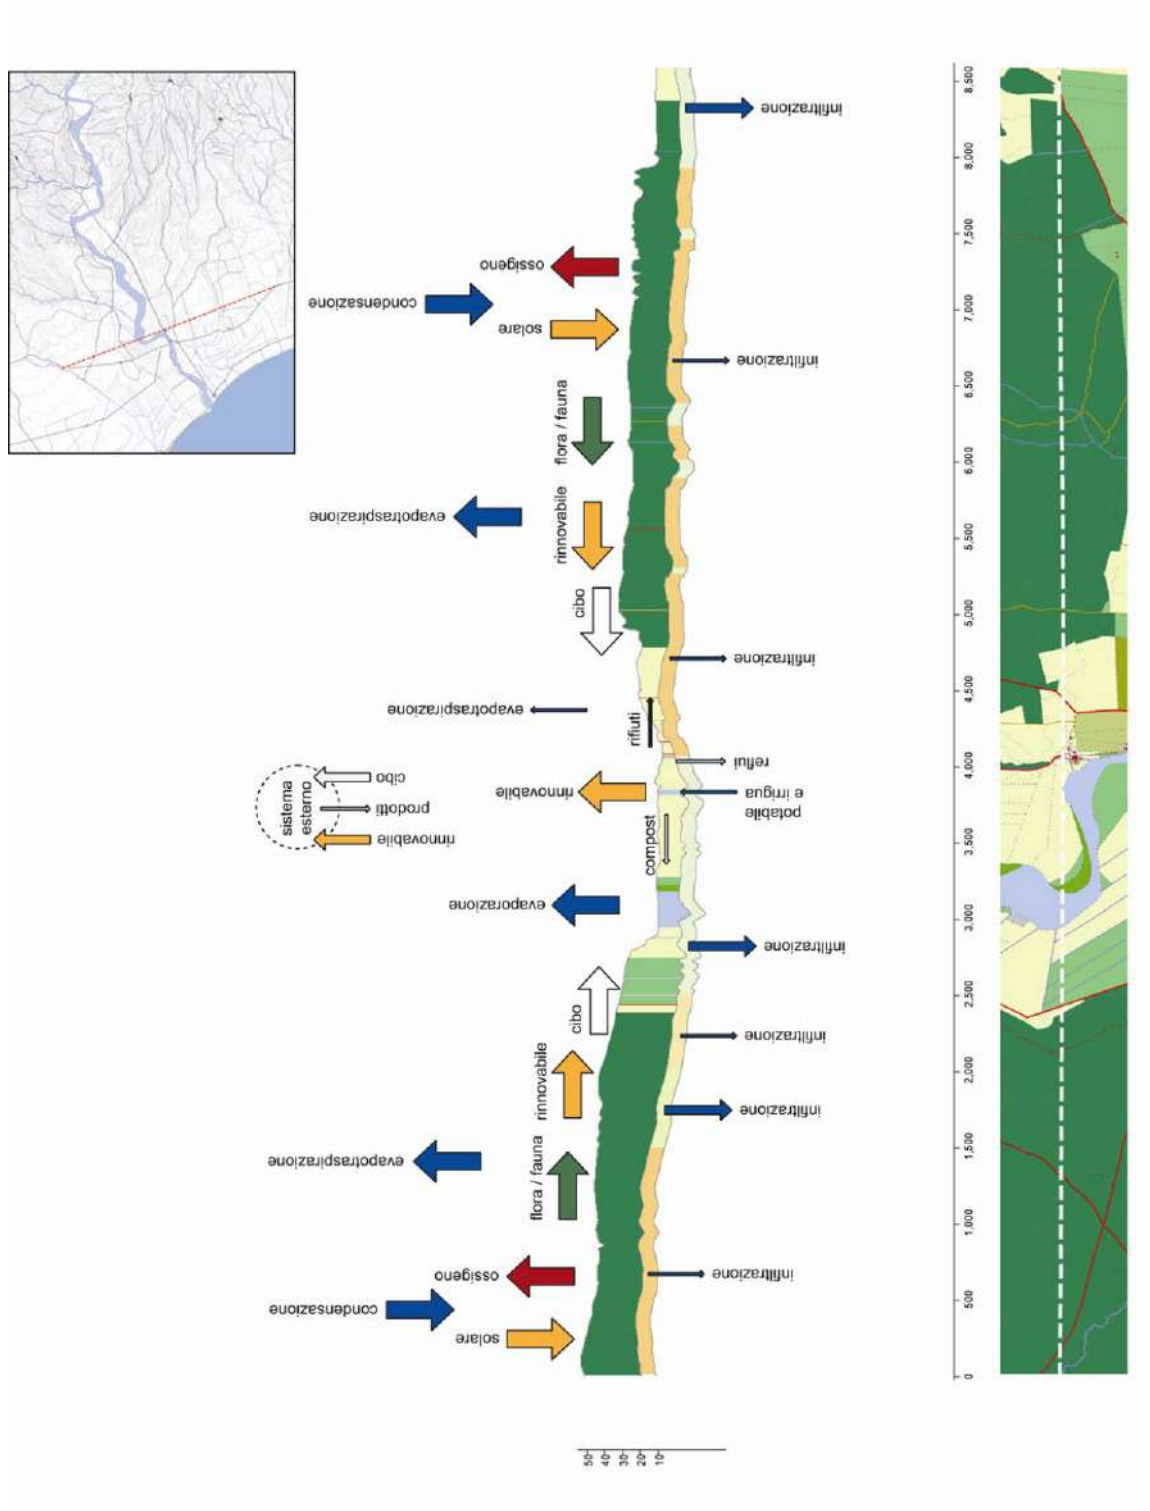 infiltrazione
ossigeno
condensazione
solare
infiltrazione
flora / fauna
rinnovabile
evapotraspirazione
cibo
infiltrazione
evapotraspirazione
rifiuti
reflui
sistema
esterno
cibo
prodotti
rinnovabile
rinnovabile
potabile
e irrigua
compost
evaporazione
infiltrazione
cibo
infiltrazione
rinnovabile
infiltrazione
evapotraspirazione
flora / fauna
ossigeno
infiltrazione
condensazione
solare
8.500
8.000
7.500
7.000
6.500
6.000
5.500
5.000
4.500
4.000
3.500
3.000
2.500
2.000
1.500
1.000
500
0
50
40
30
20
10